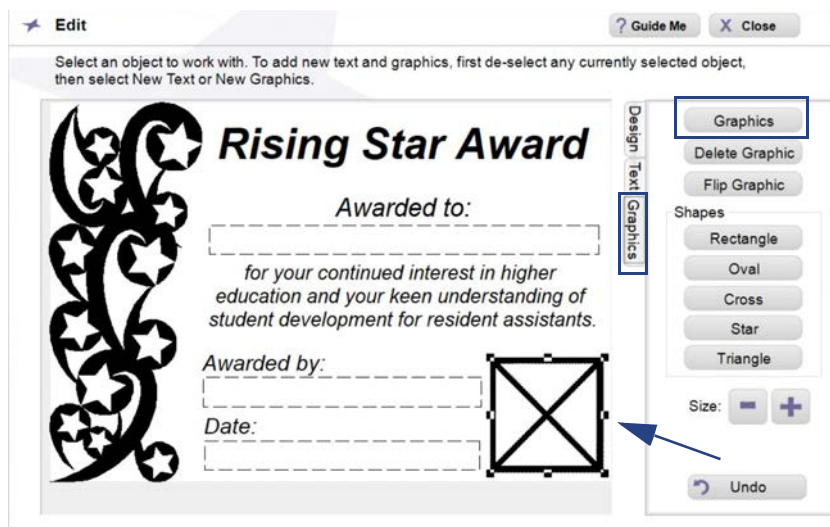 Edit
? Guide Me
X Close
Select an object to work with. To add new text and graphics, first de-select any currently selected object,
then select New Text or New Graphics.
Rising Star Award
Awarded to:
for your continued interest in higher
education and your keen understanding of
student development for resident assistants.
Awarded by:
Date:
Design
Text
Graphics
Graphics
Delete Graphic
Flip Graphic
Shapes
Rectangle
Oval
Cross
Star
Triangle
Size:
Undo